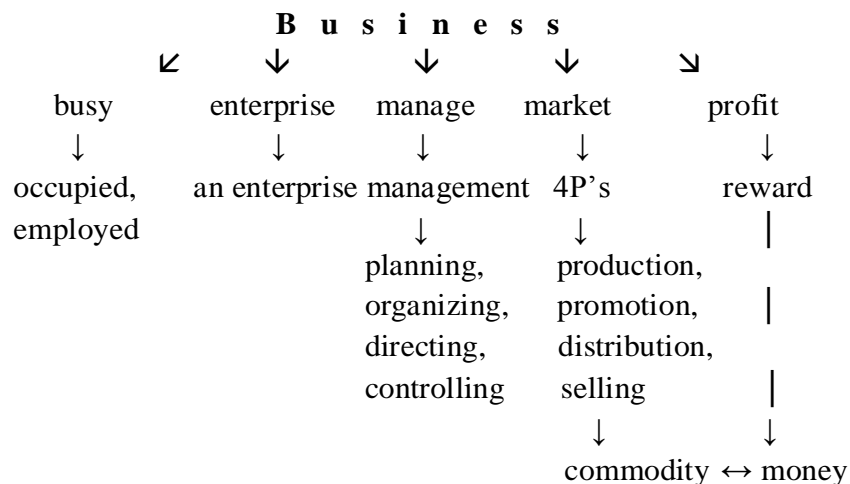 B u s i n e s s
↙ ↓ ↓ ↓ ↘
busy enterprise manage market profit
↓ ↓ ↓ ↓ ↓
occupied, an enterprise management 4P’s reward
employed ↓ ↓ |
planning, production,
organizing, promotion, |
directing, distribution,
controlling selling |
↓ ↓
commodity ↔ money